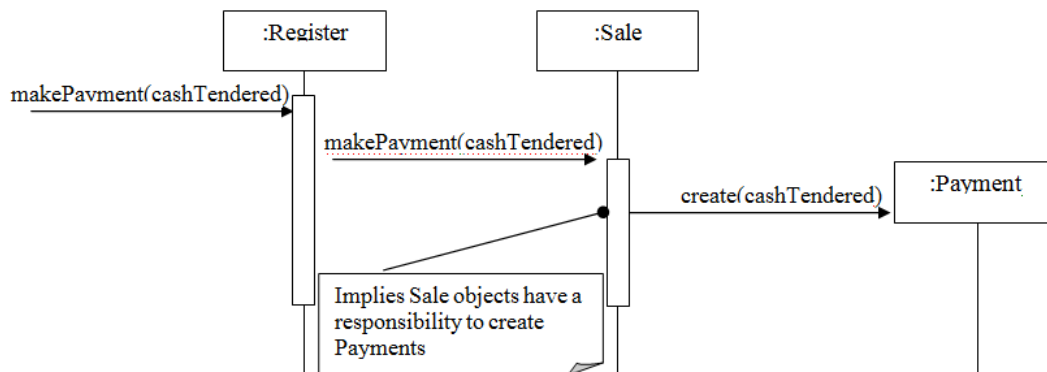 :Register
:Sale
makePayment(cashTendered)
makePayment(cashTendered)
create(cashTendered)
:Payment
Implies Sale objects have a
responsibility to create
Payments